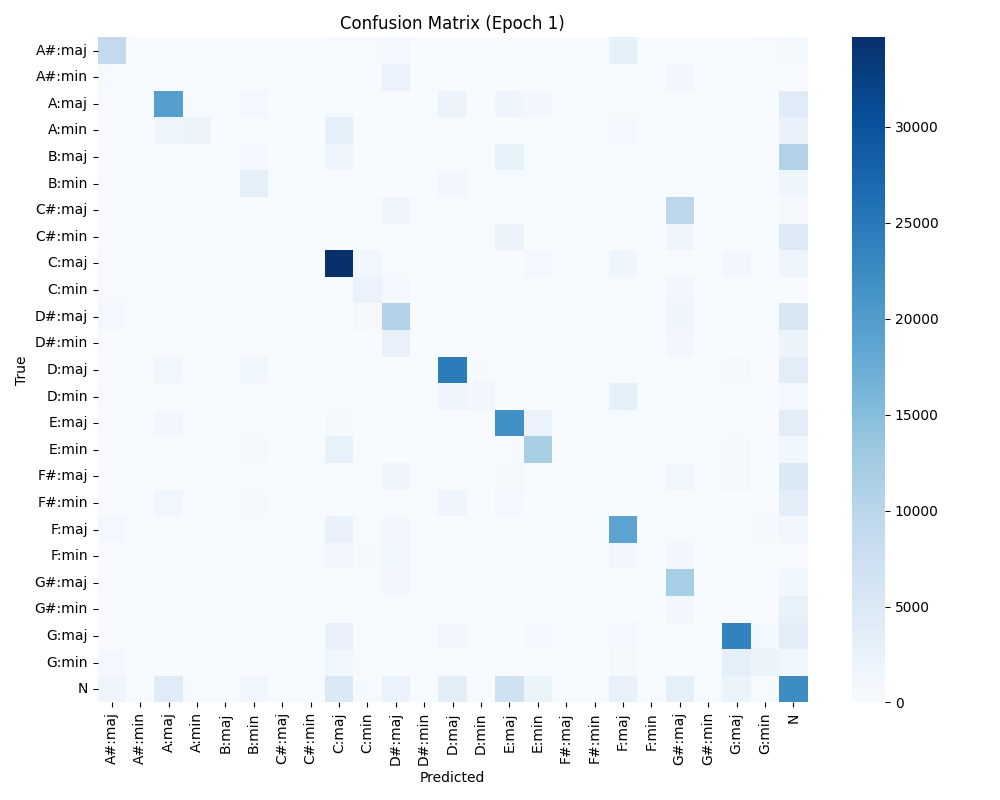 Confusion Matrix (Epoch 1)
True
A#:maj
A#:min
A:maj
A:min
B:maj
B:min
C#:maj
C#:min
C:maj
C:min
D#:maj
D#:min
D:maj
D:min
E:maj
E:min
F#:maj
F#:min
F:maj
F:min
G#:maj
G#:min
G:maj
G:min
N
A#:maj
A#:min
A:maj
A:min
B:maj
B:min
C#:maj
C#:min
C:maj
C:min
D#:maj
D#:min
D:maj
D:min
E:maj
E:min
F#:maj
F#:min
F:maj
F:min
G#:maj
G#:min
G:maj
G:min
N
Predicted
30000
25000
20000
15000
10000
5000
0